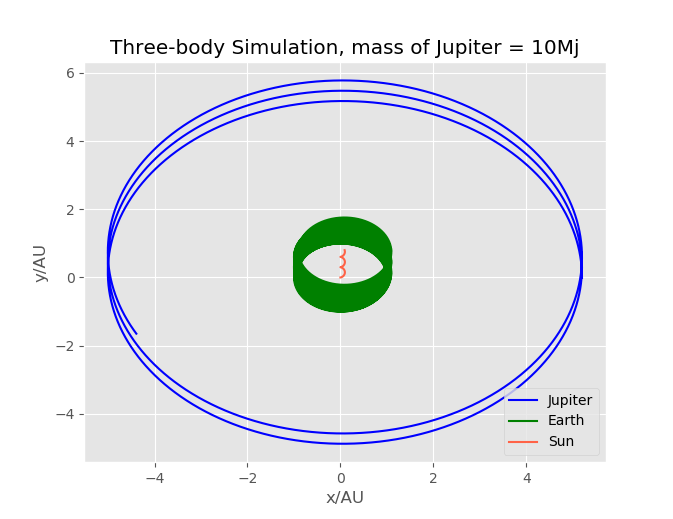 Three-body Simulation, mass of Jupiter = 10Mj
y/AU
6
4
2
0
−2
−4
−4
−2
0
2
4
x/AU
Jupiter
Earth
Sun